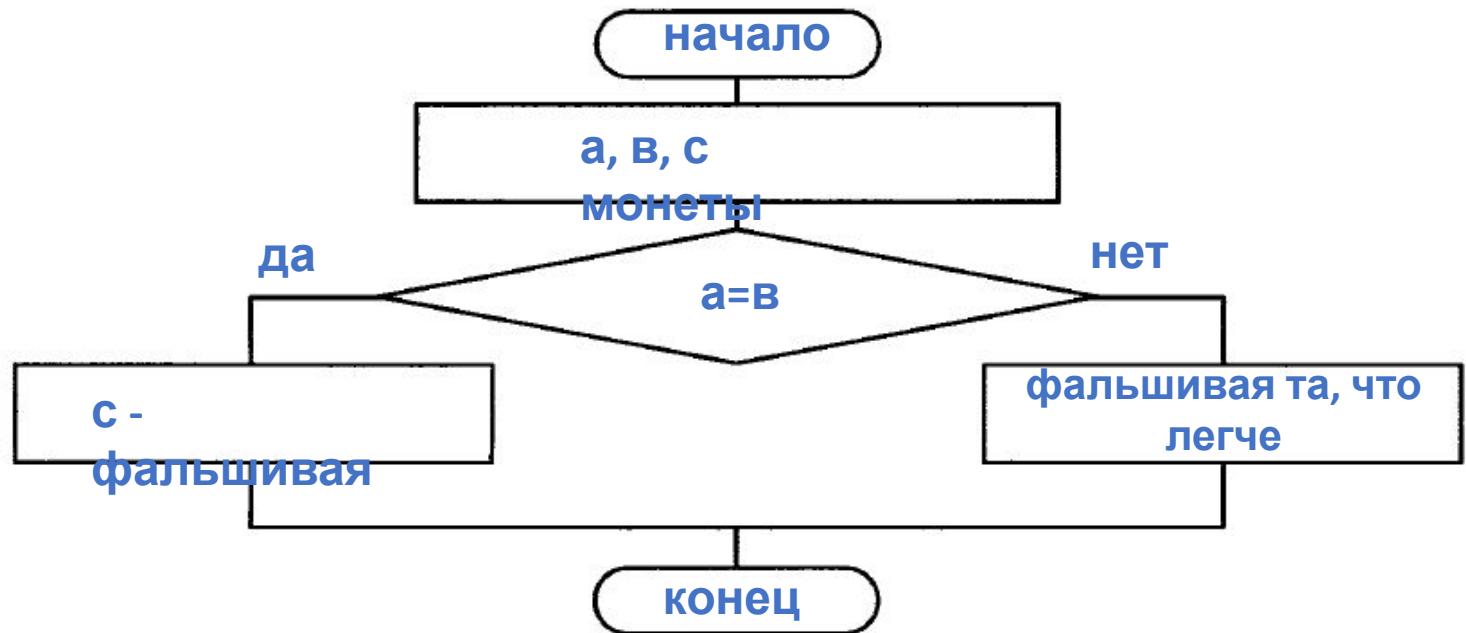 начало
а, в, с
монеты
да
нет
а=в
с -
фальшивая
фальшивая та, что
легче
конец